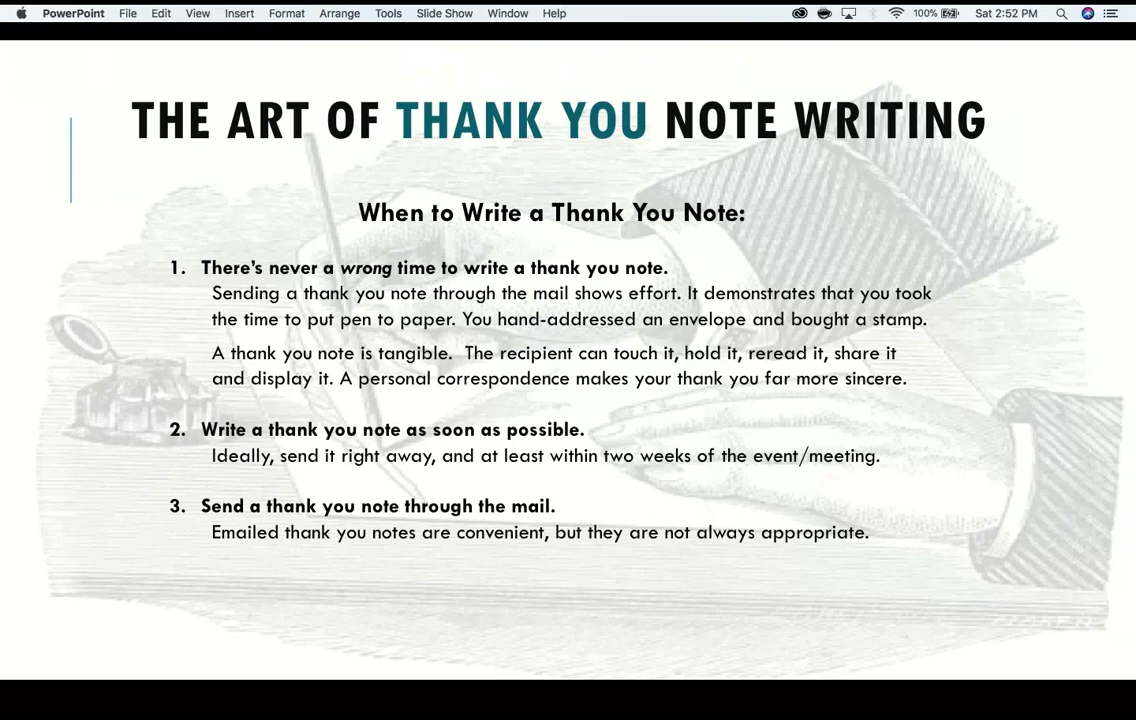 PowerPoint File Edit View Insert Format Arrange Tools Slide Show Window Help 100% Sat 2:52 PM
THE ART OF THANK YOU NOTE WRITING
When to Write a Thank You Note:
1. There's never a wrong time to write a thank you note.
Sending a thank you note through the mail shows effort. It demonstrates that you took
the time to put pen to paper. You hand-addressed an envelope and bought a stamp.
A thank you note is tangible. The recipient can touch it, hold it, reread it, share it
and display it. A personal correspondence makes your thank you far more sincere.
2. Write a thank you note as soon as possible.
Ideally, send it right away, and at least within two weeks of the event/meeting.
3. Send a thank you note through the mail.
Emailed thank you notes are convenient, but they are not always appropriate.